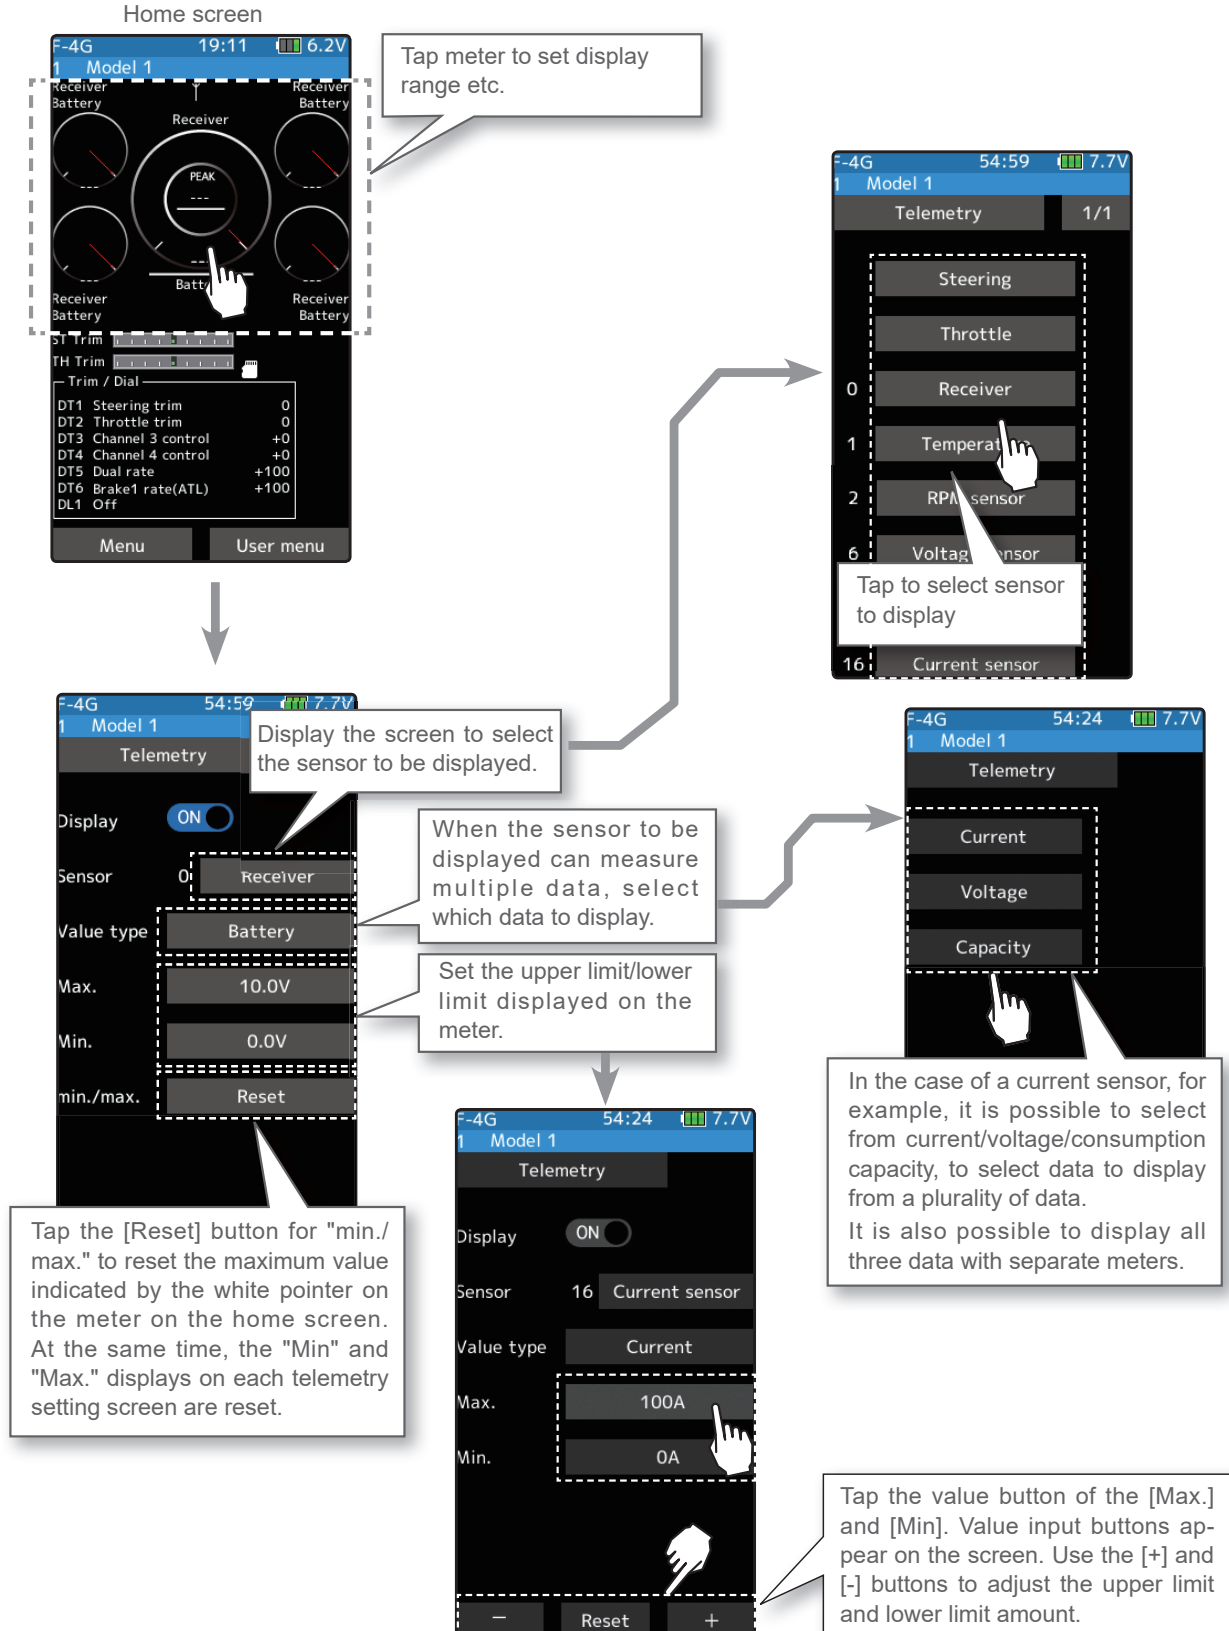 Home screen
F-4G 19:11 6.2V
1 Model 1
Receiver Battery
Receiver Battery
Receiver
PEAK
---
---
---
---
Battery
---
---
Receiver Battery
Receiver Battery
ST Trim
TH Trim
Trim / Dial
DT1 Steering trim 0
DT2 Throttle trim 0
DT3 Channel 3 control +0
DT4 Channel 4 control +0
DT5 Dual rate +100
DT6 Brake1 rate(ATL) +100
DL1 Off
Menu User menu
Tap meter to set display
range etc.
F-4G 54:59 7.7V
1 Model 1
Telemetry 1/1
Steering
Throttle
0 Receiver
1 Temperature
2 RPM sensor
6 Voltage sensor
Tap to select sensor
to display
16 Current sensor
F-4G 54:59 7.7V
1 Model 1
Telemetry
Display ON
Sensor 0 Receiver
Value type Battery
Max. 10.0V
Min. 0.0V
min./max. Reset
Display the screen to select
the sensor to be displayed.
When the sensor to be
displayed can measure
multiple data, select
which data to display.
Set the upper limit/lower
limit displayed on the
meter.
F-4G 54:24 7.7V
1 Model 1
Telemetry
Current
Voltage
Capacity
In the case of a current sensor, for
example, it is possible to select
from current/voltage/consumption
capacity, to select data to display
from a plurality of data.
It is also possible to display all
three data with separate meters.
Tap the [Reset] button for "min./
max." to reset the maximum value
indicated by the white pointer on
the meter on the home screen.
At the same time, the "Min" and
"Max." displays on each telemetry
setting screen are reset.
F-4G 54:24 7.7V
1 Model 1
Telemetry
Display ON
Sensor 16 Current sensor
Value type Current
Max. 100A
Min. 0A
− Reset +
Tap the value button of the [Max.]
and [Min]. Value input buttons ap-
pear on the screen. Use the [+] and
[-] buttons to adjust the upper limit
and lower limit amount.